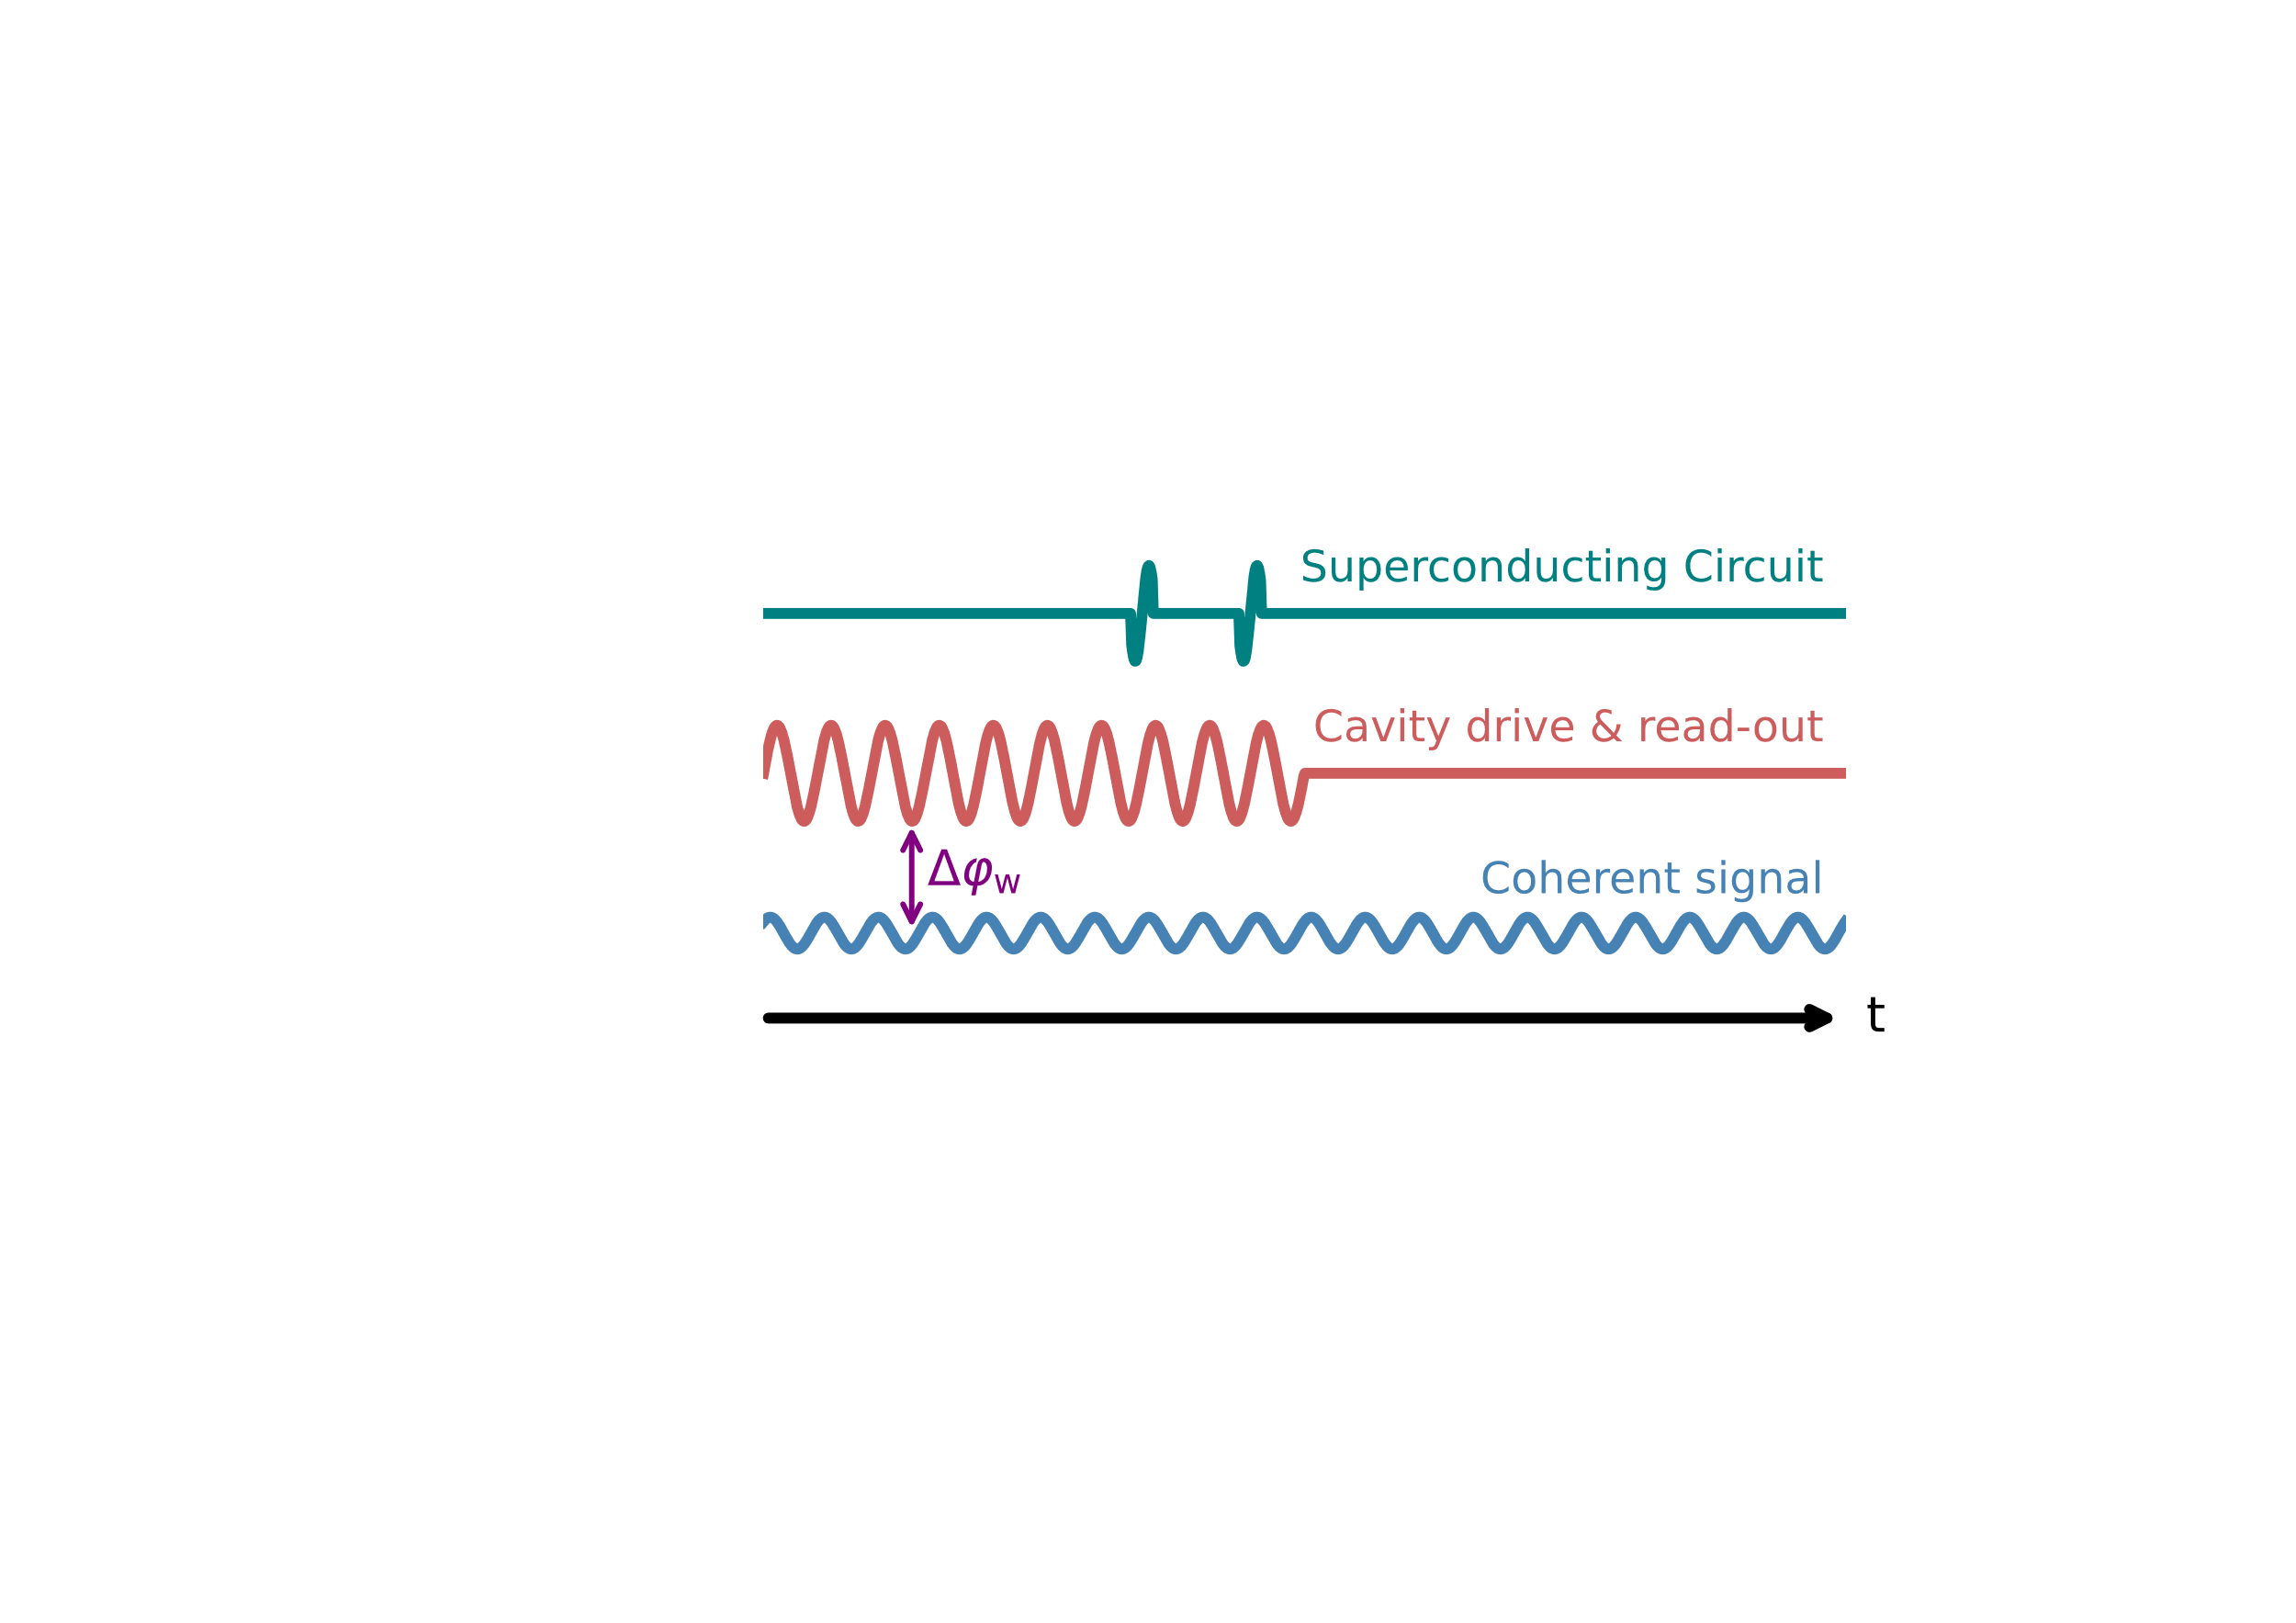 Superconducting Circuit
Cavity drive & read-out
Δφw
Coherent signal
t